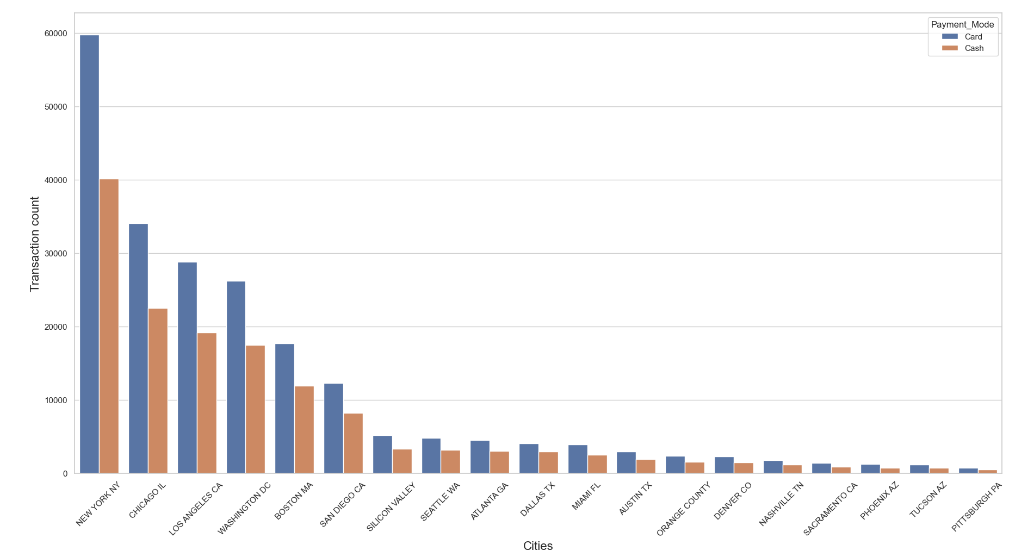 Payment_Mode
Card
Cash
Transaction count
60000
50000
40000
30000
20000
10000
0
NEW YORK NY
CHICAGO IL
LOS ANGELES CA
WASHINGTON DC
BOSTON MA
SAN DIEGO CA
SILICON VALLEY
SEATTLE WA
ATLANTA GA
DALLAS TX
MIAMI FL
AUSTIN TX
ORANGE COUNTY
DENVER CO
NASHVILLE TN
SACRAMENTO CA
PHOENIX AZ
TUCSON AZ
PITTSBURGH PA
Cities